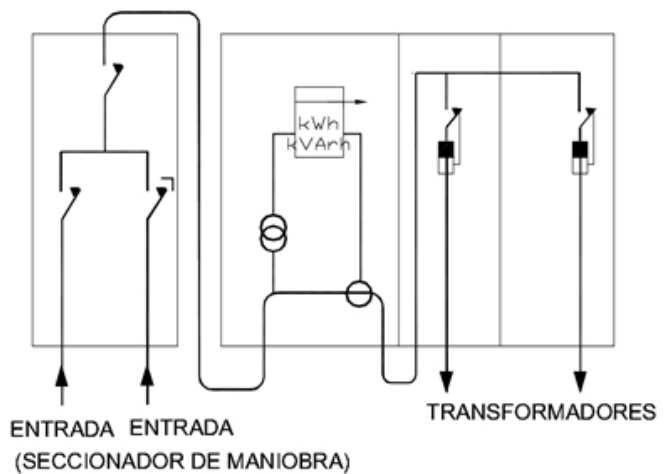 kWh
kVArh
TRANSFORMADORES
ENTRADA ENTRADA
(SECCIONADOR DE MANIOBRA)